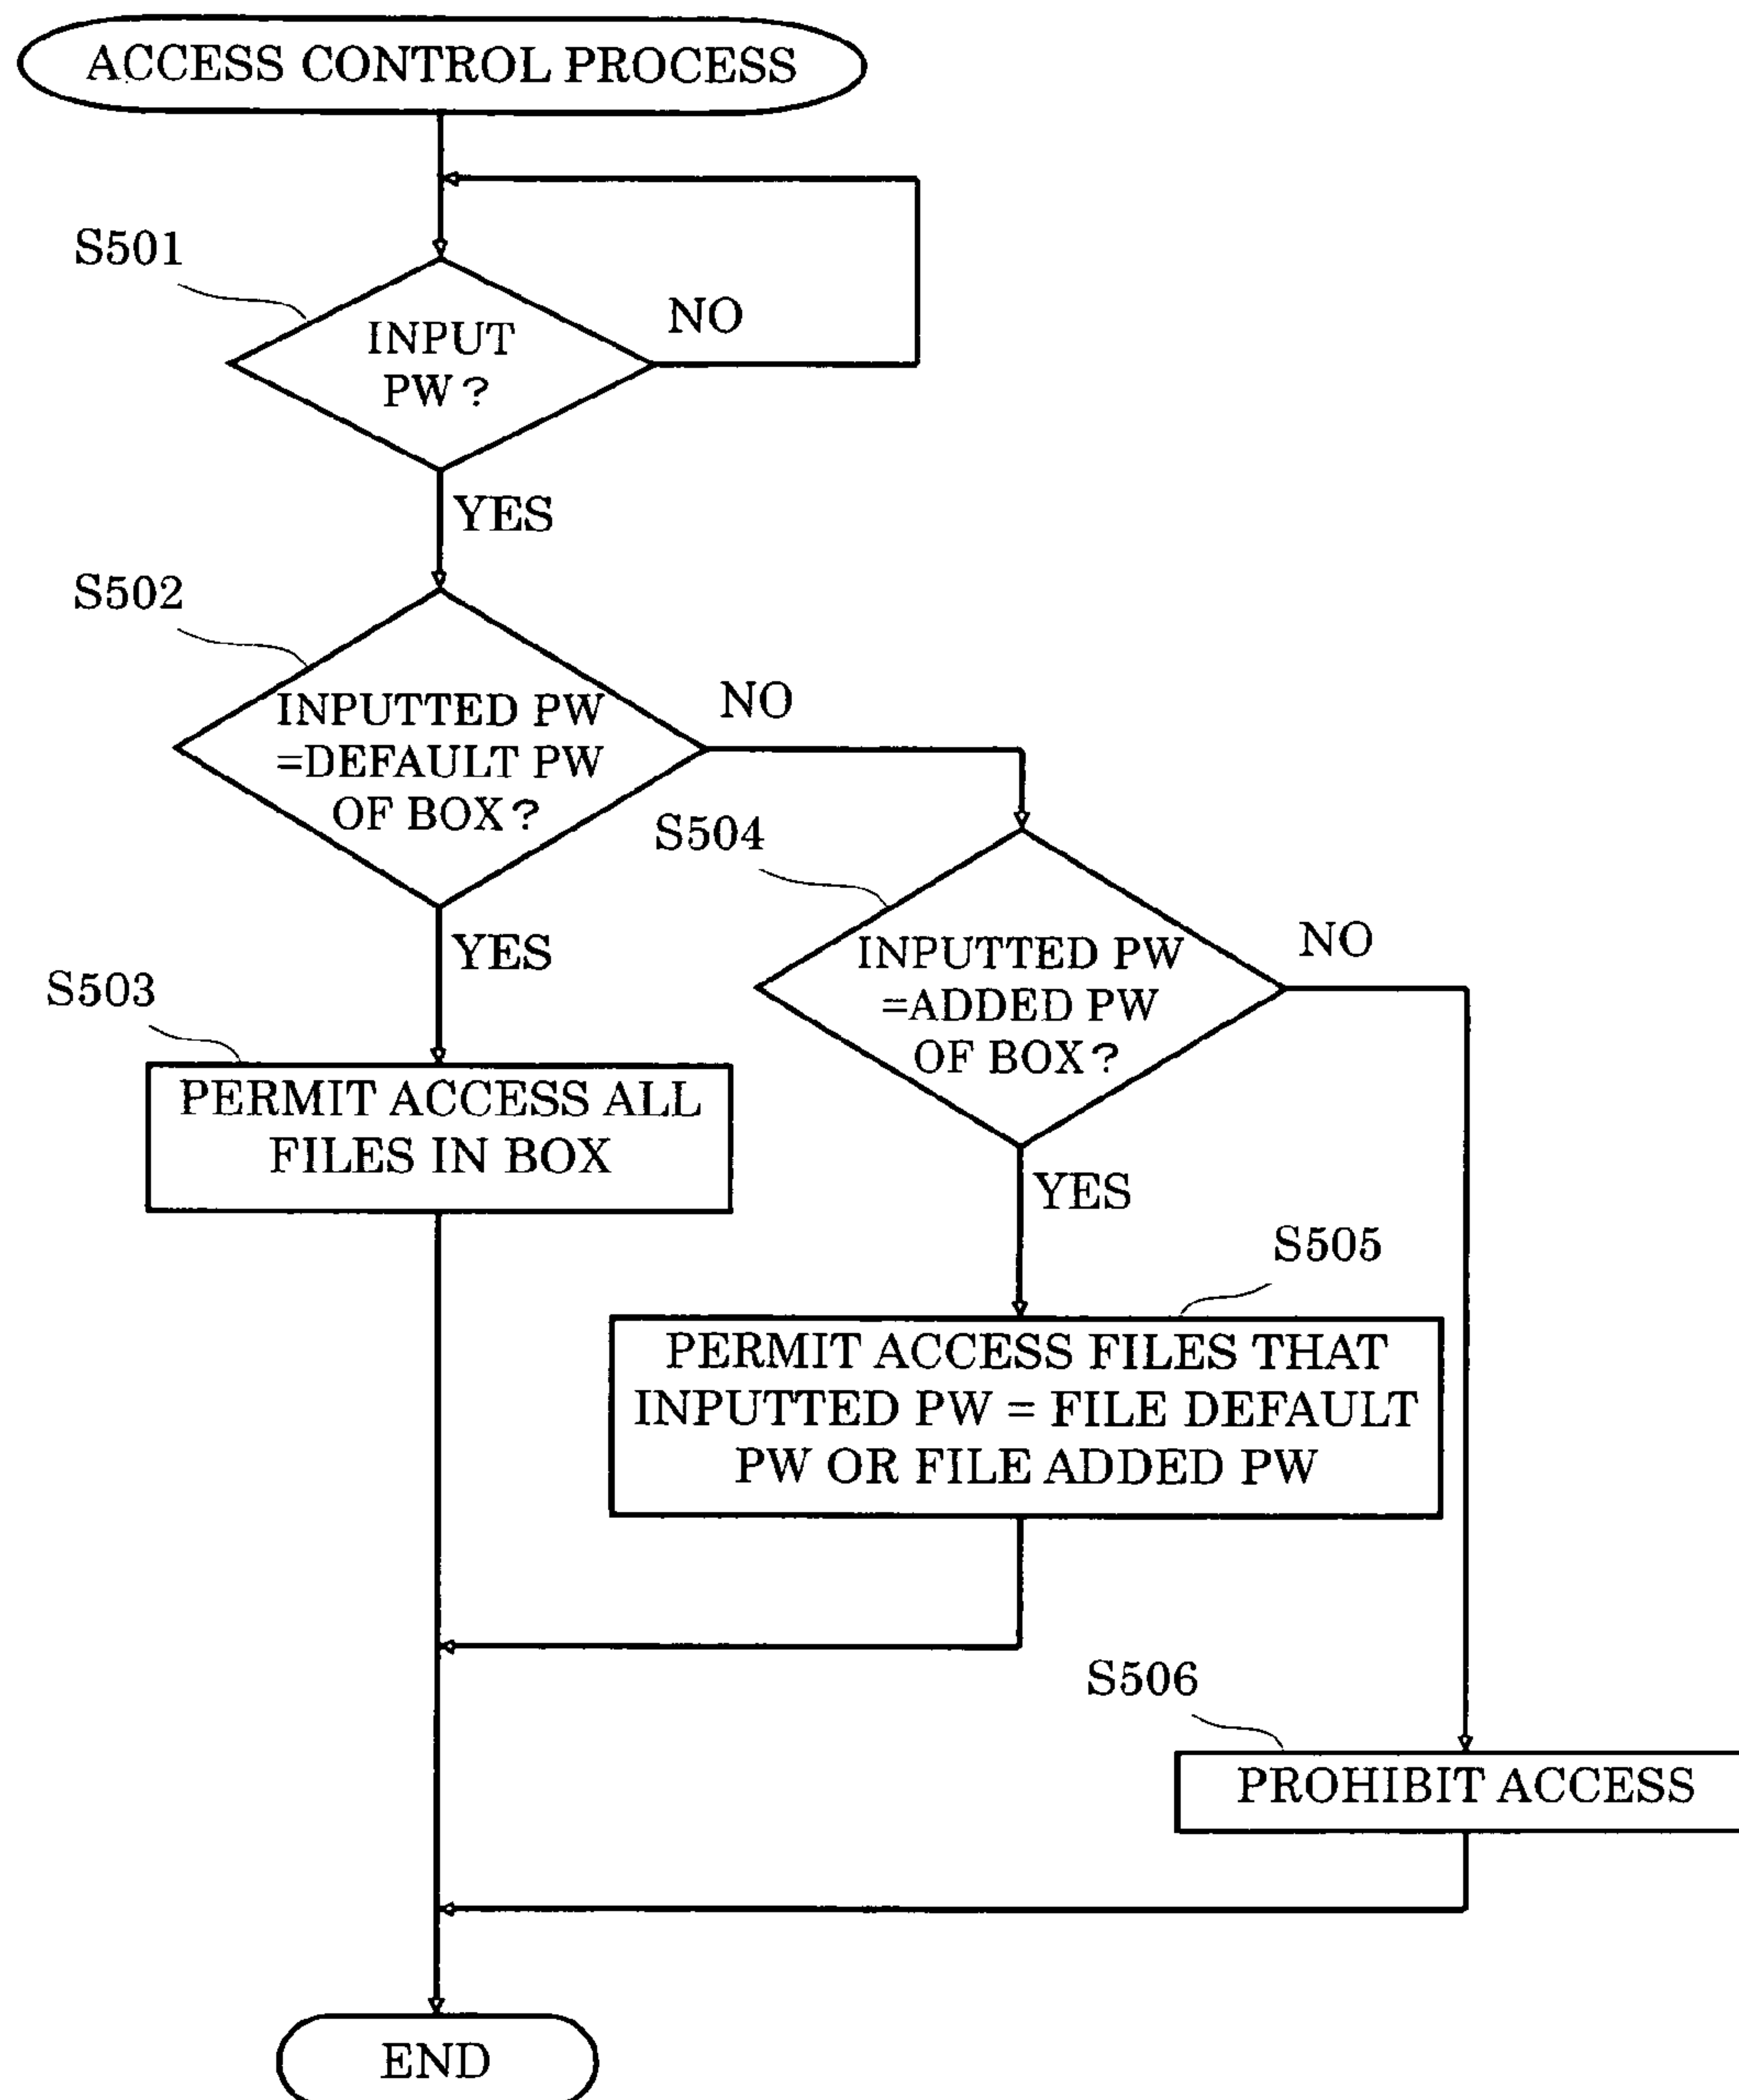 ACCESS CONTROL PROCESS
S501
INPUT
PW?
NO
YES
S502
INPUTTED PW
=DEFAULT PW
OF BOX?
NO
YES
S503
PERMIT ACCESS ALL
FILES IN BOX
S504
INPUTTED PW
=ADDED PW
OF BOX?
NO
YES
S505
PERMIT ACCESS FILES THAT
INPUTTED PW = FILE DEFAULT
PW OR FILE ADDED PW
S506
PROHIBIT ACCESS
END